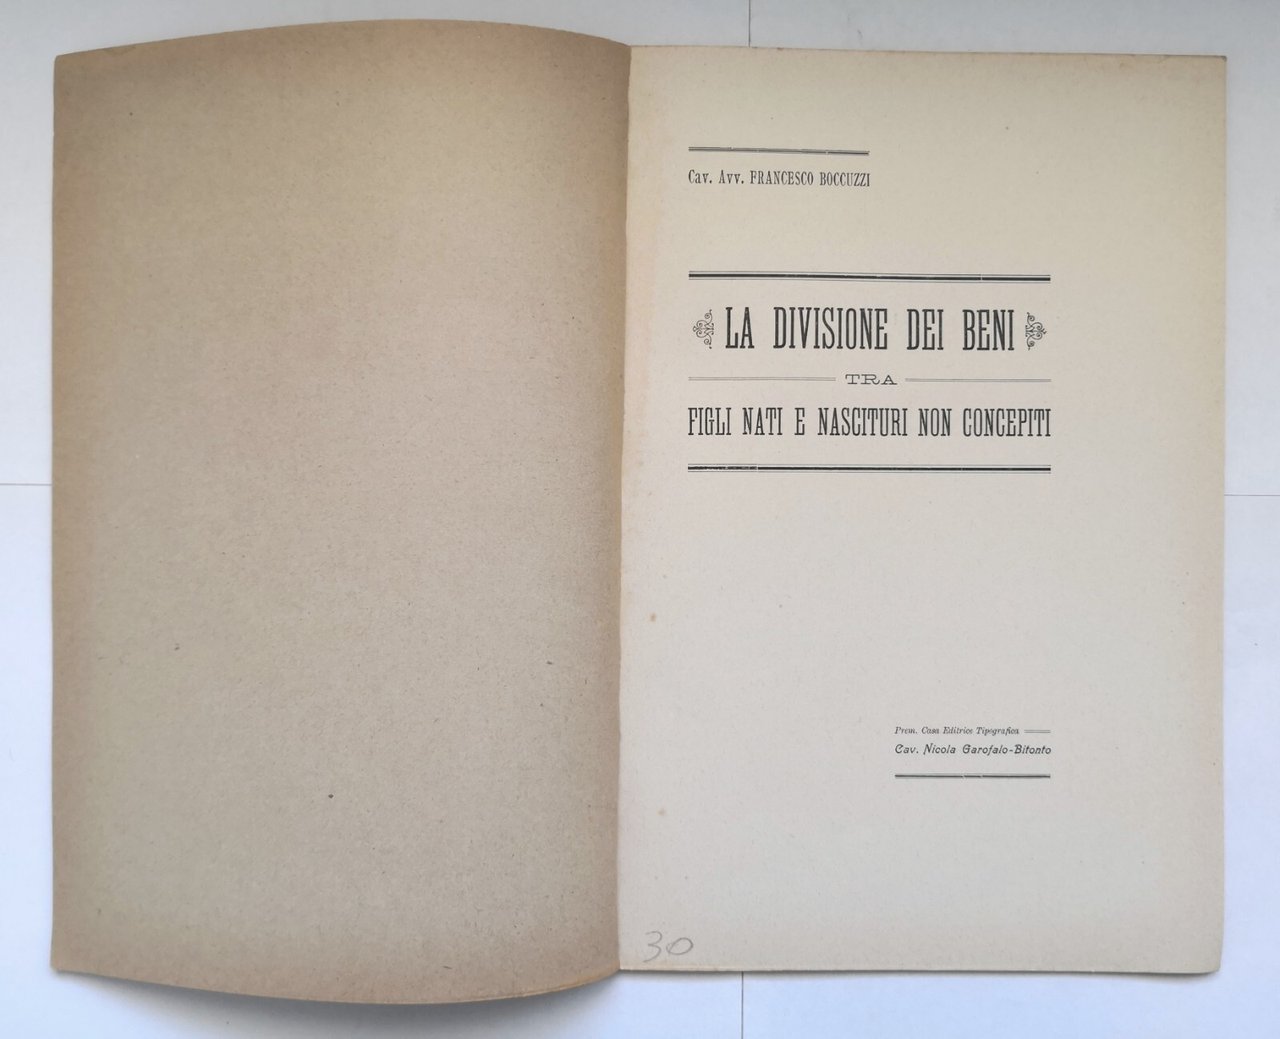 Cav. Avv. FRANCESCO BOCCUZZI
LA DIVISIONE DEI BENI
TRA
FIGLI NATI E NASCITURI NON CONCEPITI
Prem. Casa Editrice Tipografica
Cav. Nicola Garofalo-Bitonto
30